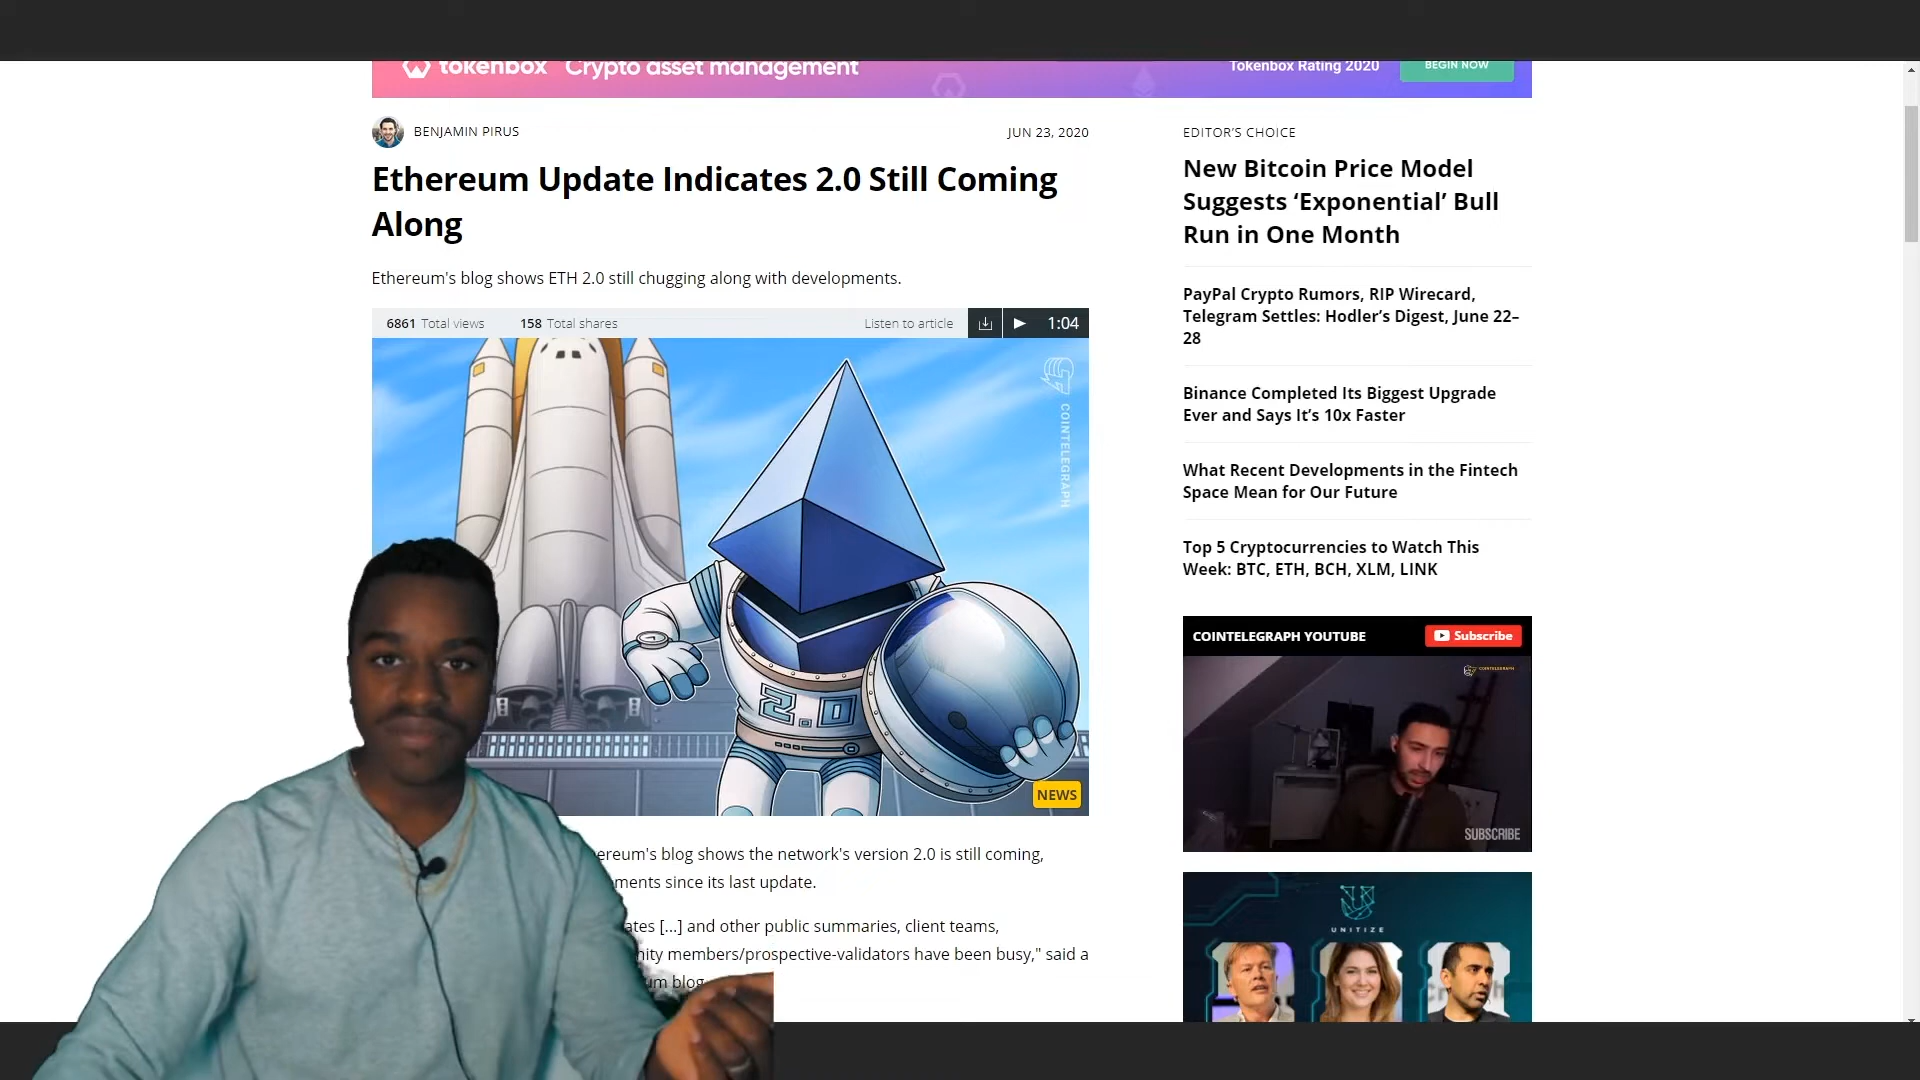 tokenbox Crypto asset management Tokenbox Rating 2020 BEGIN NOW
BENJAMIN PIRUS JUN 23, 2020
Ethereum Update Indicates 2.0 Still Coming
Along
Ethereum's blog shows ETH 2.0 still chugging along with developments.
6861 Total views 158 Total shares Listen to article 1:04
COINTELEGRAPH
2.0
NEWS
ereum's blog shows the network's version 2.0 is still coming,
ments since its last update.
ates [...] and other public summaries, client teams,
nity members/prospective-validators have been busy," said a
um blog
EDITOR'S CHOICE
New Bitcoin Price Model
Suggests ‘Exponential’ Bull
Run in One Month
PayPal Crypto Rumors, RIP Wirecard,
Telegram Settles: Hodler’s Digest, June 22–
28
Binance Completed Its Biggest Upgrade
Ever and Says It’s 10x Faster
What Recent Developments in the Fintech
Space Mean for Our Future
Top 5 Cryptocurrencies to Watch This
Week: BTC, ETH, BCH, XLM, LINK
COINTELEGRAPH YOUTUBE Subscribe
COINTELEGRAPH
SUBSCRIBE
UNITIZE